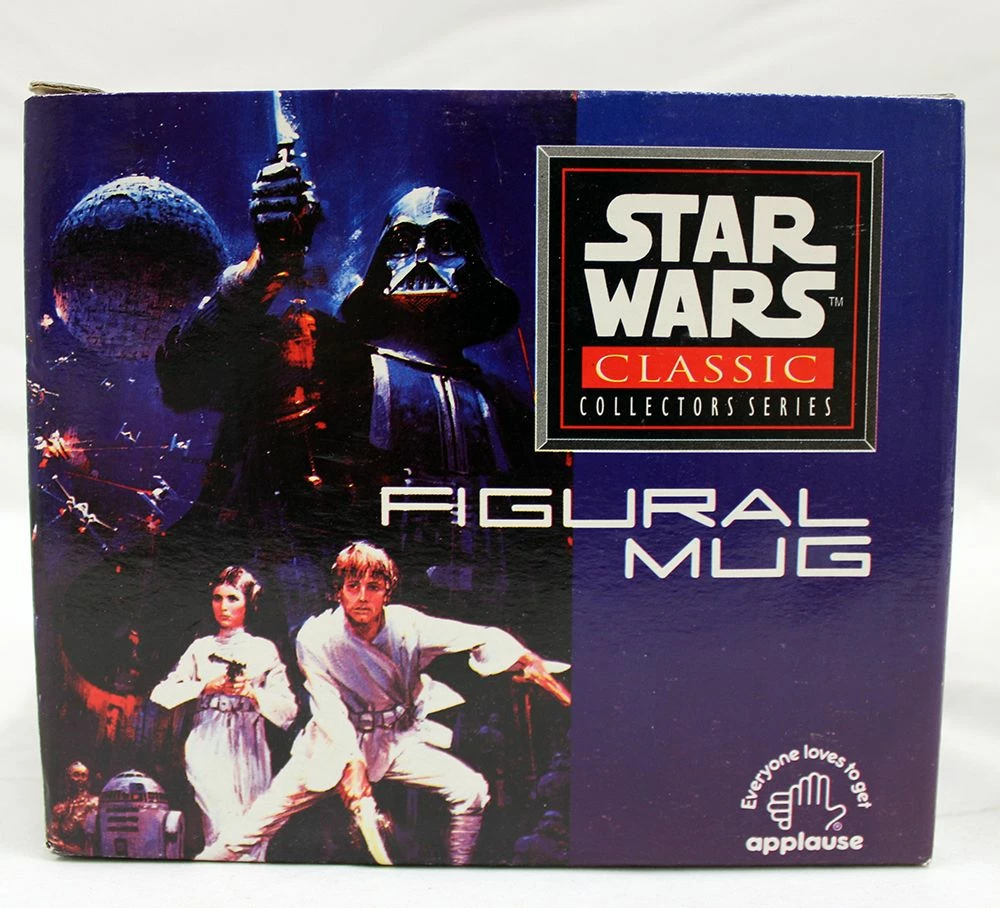 STAR
WARS™
CLASSIC
COLLECTORS SERIES
FIGURAL
MUG
Everyone loves to get
applause®